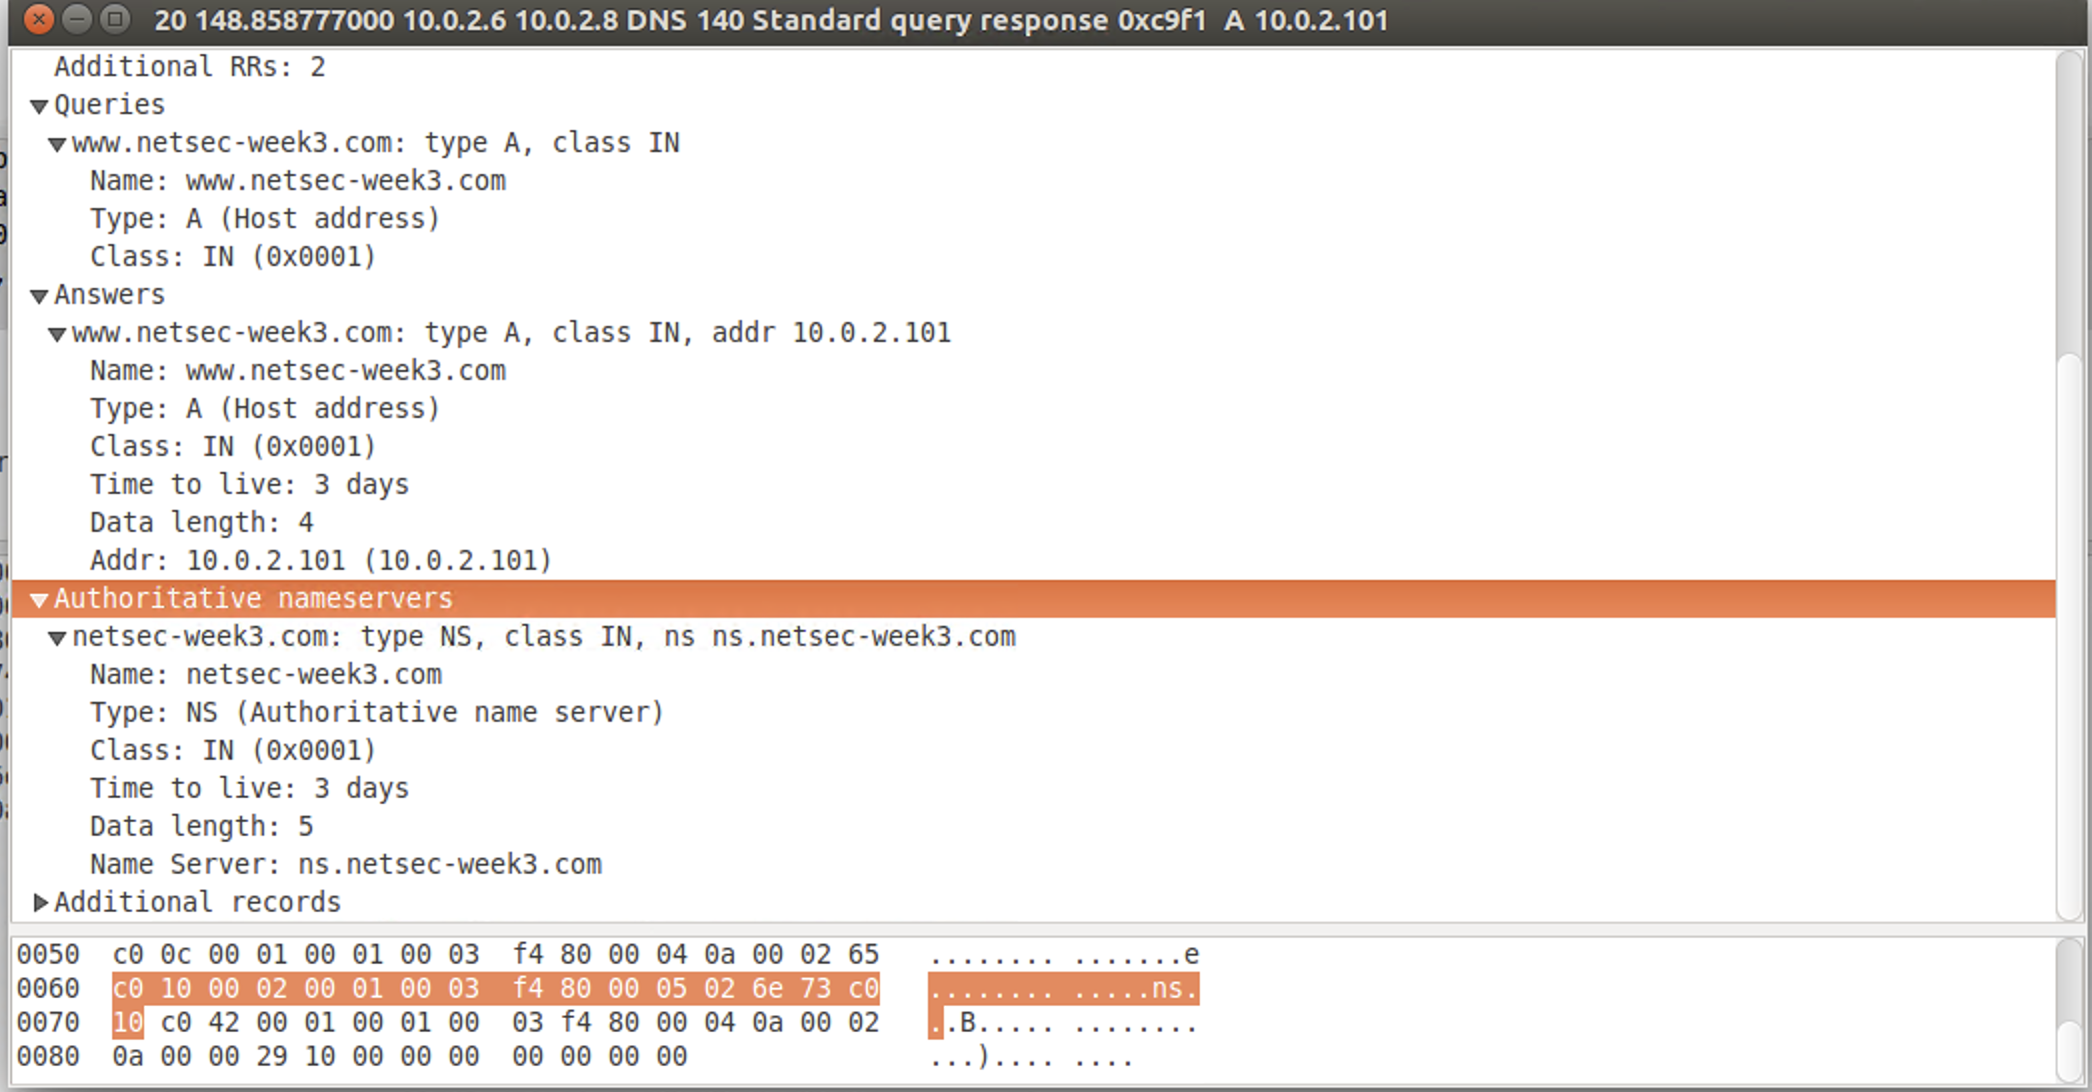 20 148.858777000 10.0.2.6 10.0.2.8 DNS 140 Standard query response 0xc9f1  A 10.0.2.101
Additional RRs: 2
Queries
www.netsec-week3.com: type A, class IN
Name: www.netsec-week3.com
Type: A (Host address)
Class: IN (0x0001)
Answers
www.netsec-week3.com: type A, class IN, addr 10.0.2.101
Name: www.netsec-week3.com
Type: A (Host address)
Class: IN (0x0001)
Time to live: 3 days
Data length: 4
Addr: 10.0.2.101 (10.0.2.101)
Authoritative nameservers
netsec-week3.com: type NS, class IN, ns ns.netsec-week3.com
Name: netsec-week3.com
Type: NS (Authoritative name server)
Class: IN (0x0001)
Time to live: 3 days
Data length: 5
Name Server: ns.netsec-week3.com
Additional records
0050  c0 0c 00 01 00 01 00 03  f4 80 00 04 0a 00 02 65   ........ .......e
0060  c0 10 00 02 00 01 00 03  f4 80 00 05 02 6e 73 c0   ........ .....ns.
0070  10 c0 42 00 01 00 01 00  03 f4 80 00 04 0a 00 02   ..B..... ........
0080  0a 00 00 29 10 00 00 00  00 00 00 00   ...).... ....